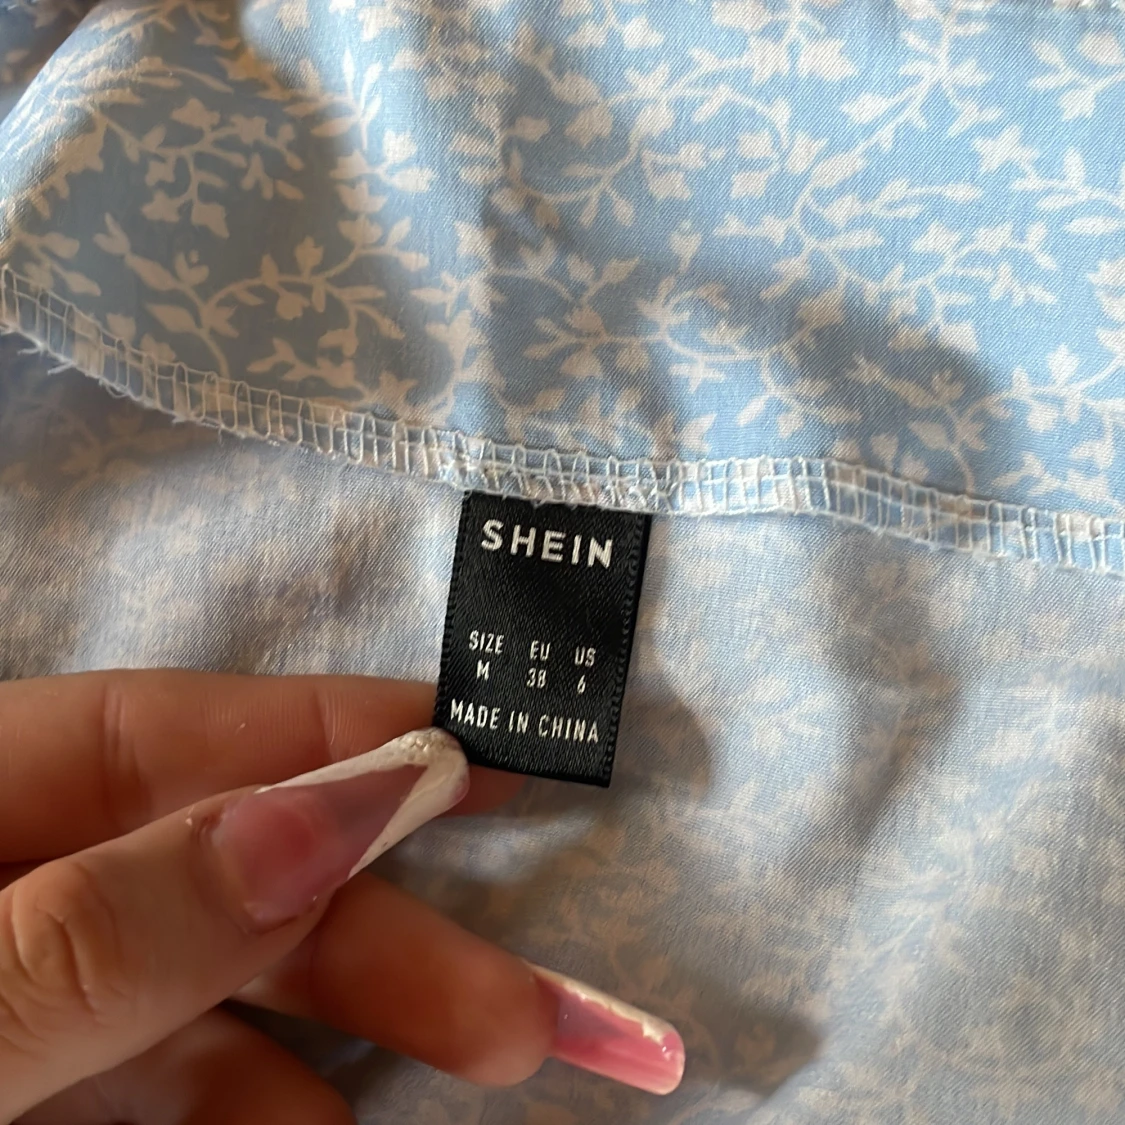 SHEIN
SIZE EU US
M 38 6
MADE IN CHINA